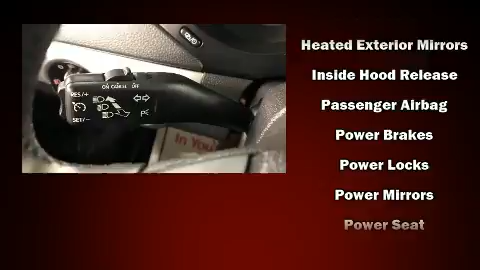 ON CANCEL OFF
RES/+
SET/-
In You
Heated Exterior Mirrors
Inside Hood Release
Passenger Airbag
Power Brakes
Power Locks
Power Mirrors
Power Seat